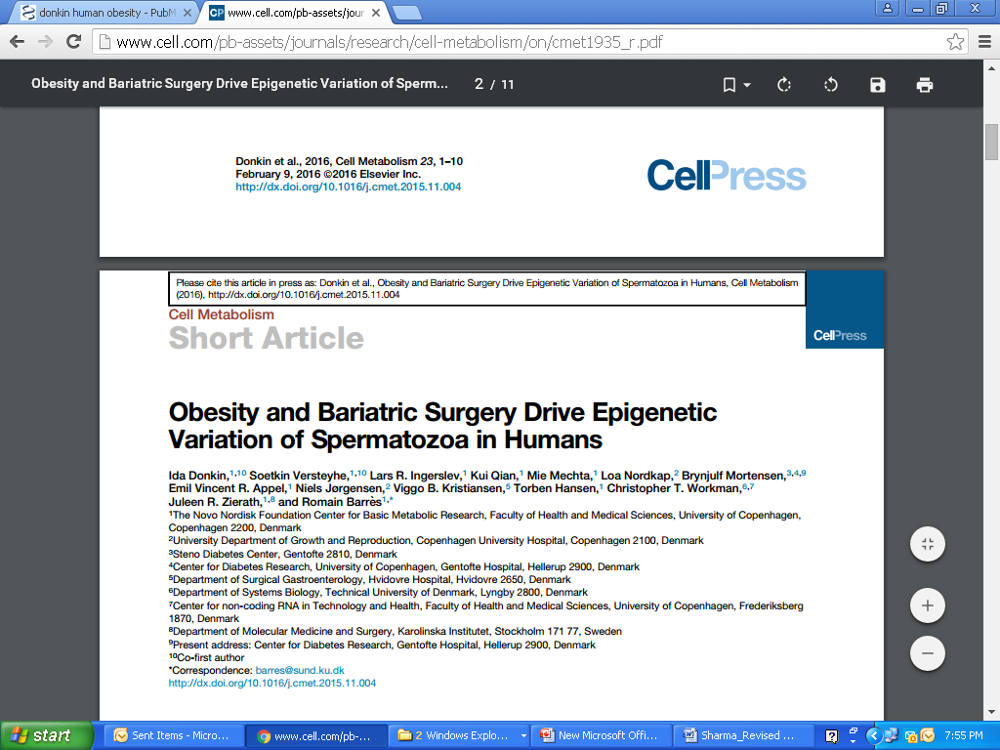 donkin human obesity - PubM
www.cell.com/pb-assets/jour
www.cell.com/pb-assets/journals/research/cell-metabolism/on/cmet1935_r.pdf
Obesity and Bariatric Surgery Drive Epigenetic Variation of Sperm... 2 / 11
Donkin et al., 2016, Cell Metabolism 23, 1–10
February 9, 2016 ©2016 Elsevier Inc.
http://dx.doi.org/10.1016/j.cmet.2015.11.004
CellPress
Please cite this article in press as: Donkin et al., Obesity and Bariatric Surgery Drive Epigenetic Variation of Spermatozoa in Humans, Cell Metabolism
(2016), http://dx.doi.org/10.1016/j.cmet.2015.11.004
Cell Metabolism
Short Article
CellPress
Obesity and Bariatric Surgery Drive Epigenetic
Variation of Spermatozoa in Humans
Ida Donkin,1,10 Soetkin Versteyhe,1,10 Lars R. Ingerslev,1 Kui Qian,1 Mie Mechta,1 Loa Nordkap,2 Brynjulf Mortensen,3,4,9
Emil Vincent R. Appel,1 Niels Jørgensen,2 Viggo B. Kristiansen,5 Torben Hansen,1 Christopher T. Workman,6,7
Juleen R. Zierath,1,8 and Romain Barrès1,*
1The Novo Nordisk Foundation Center for Basic Metabolic Research, Faculty of Health and Medical Sciences, University of Copenhagen,
Copenhagen 2200, Denmark
2University Department of Growth and Reproduction, Copenhagen University Hospital, Copenhagen 2100, Denmark
3Steno Diabetes Center, Gentofte 2810, Denmark
4Center for Diabetes Research, University of Copenhagen, Gentofte Hospital, Hellerup 2900, Denmark
5Department of Surgical Gastroenterology, Hvidovre Hospital, Hvidovre 2650, Denmark
6Department of Systems Biology, Technical University of Denmark, Lyngby 2800, Denmark
7Center for non-coding RNA in Technology and Health, Faculty of Health and Medical Sciences, University of Copenhagen, Frederiksberg
1870, Denmark
8Department of Molecular Medicine and Surgery, Karolinska Institutet, Stockholm 171 77, Sweden
9Present address: Center for Diabetes Research, Gentofte Hospital, Hellerup 2900, Denmark
10Co-first author
*Correspondence: barres@sund.ku.dk
http://dx.doi.org/10.1016/j.cmet.2015.11.004
start
Sent Items - Micro...
www.cell.com/pb-...
2 Windows Explo...
New Microsoft Offi...
Sharma_Revised ...
7:55 PM